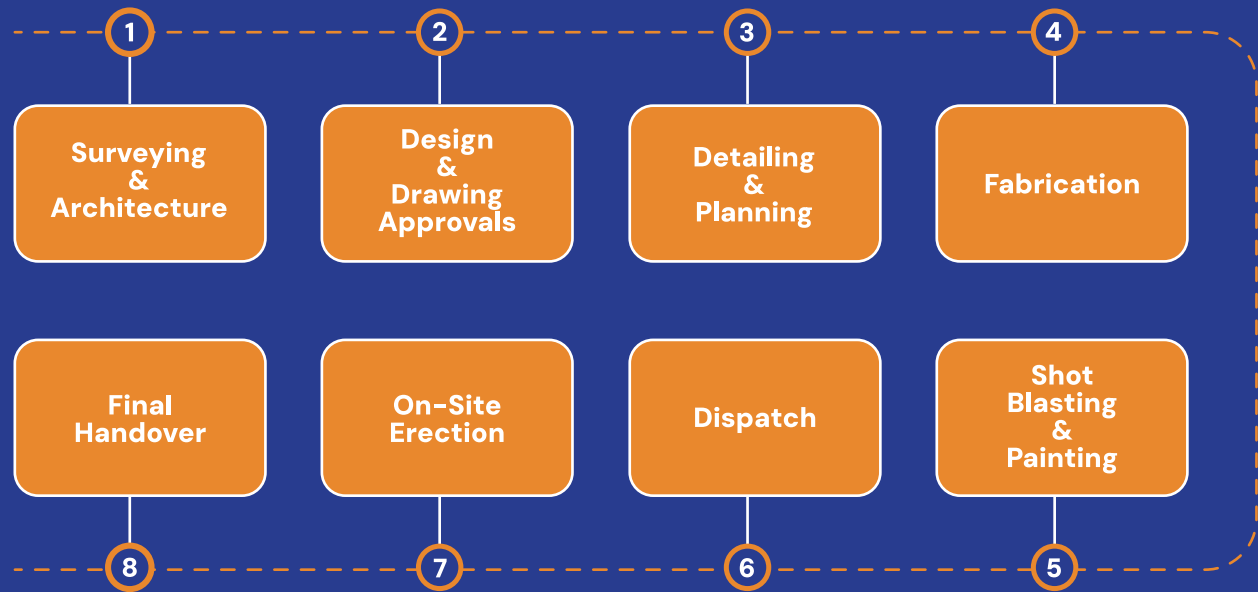 1
2
3
4
Surveying
&
Architecture
Design
&
Drawing
Approvals
Detailing
&
Planning
Fabrication
Final
Handover
On-Site
Erection
Dispatch
Shot
Blasting
&
Painting
8
7
6
5